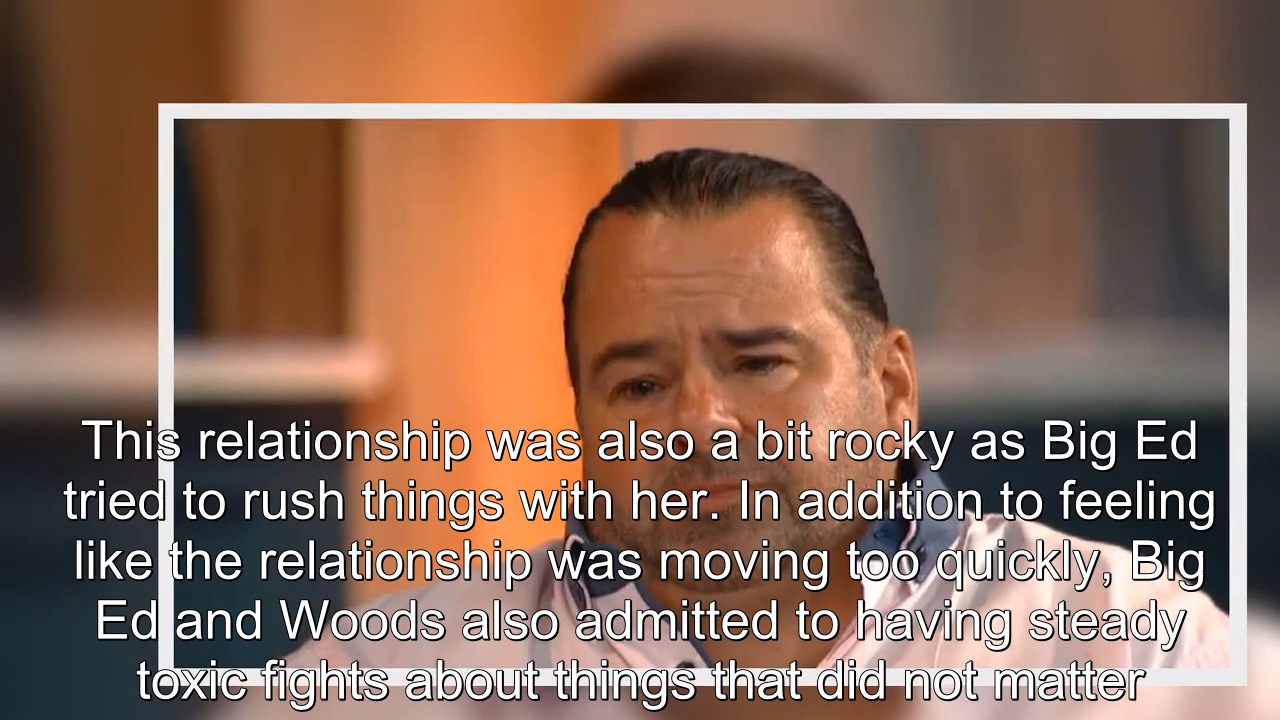 This relationship was also a bit rocky as Big Ed
tried to rush things with her. In addition to feeling
like the relationship was moving too quickly, Big
Ed and Woods also admitted to having steady
toxic fights about things that did not matter